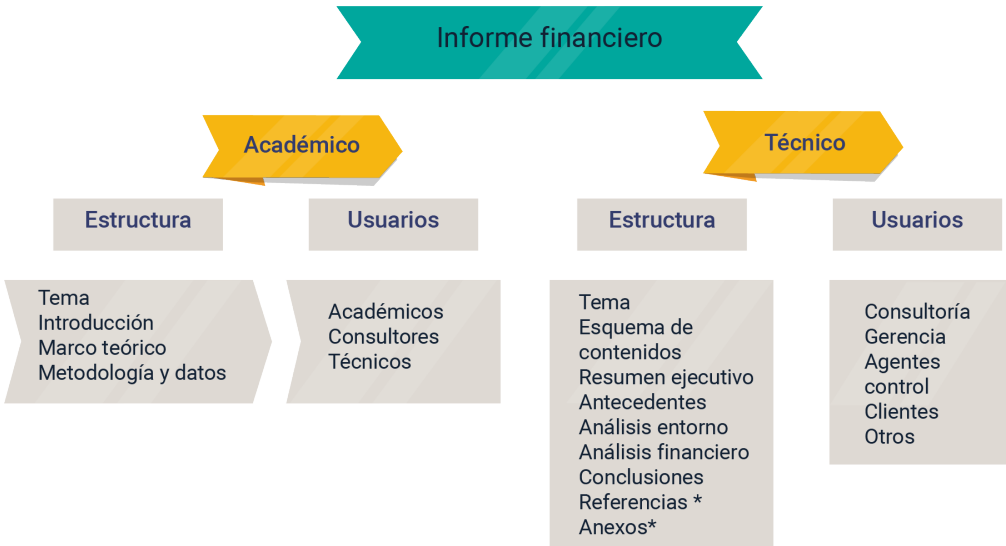 Informe financiero
Académico
Técnico
Estructura
Usuarios
Estructura
Usuarios
Tema
Introducción
Marco teórico
Metodología y datos
Académicos
Consultores
Técnicos
Tema
Esquema de
contenidos
Resumen ejecutivo
Antecedentes
Análisis entorno
Análisis financiero
Conclusiones
Referencias *
Anexos*
Consultoría
Gerencia
Agentes
control
Clientes
Otros